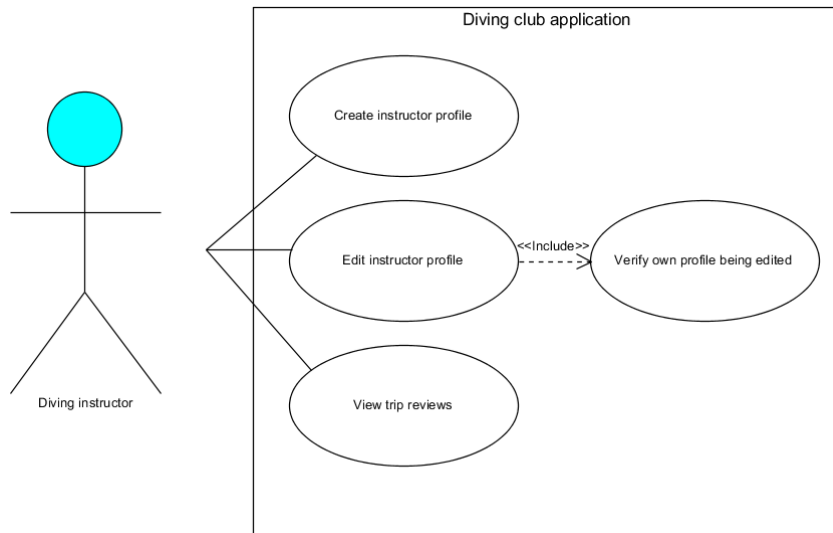 Diving club application
Create instructor profile
Edit instructor profile
<<Include>>
Verify own profile being edited
View trip reviews
Diving instructor